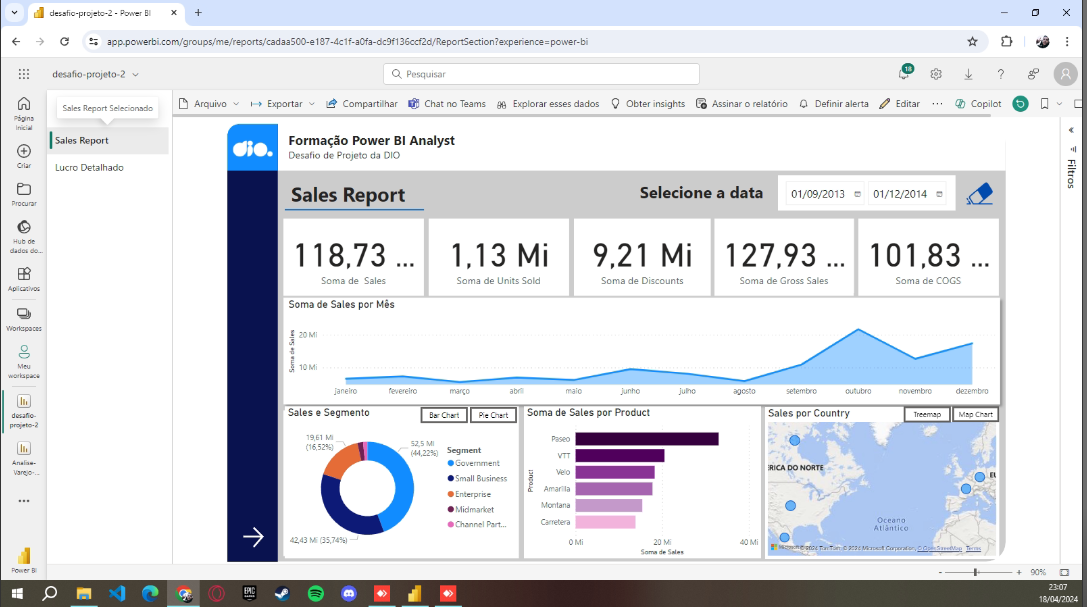 desafio-projeto-2 - Power BI
app.powerbi.com/groups/me/reports/cadaa500-e187-4c1f-a0fa-dc9f136ccf2d/ReportSection?experience=power-bi
desafio-projeto-2
Pesquisar
18
Página
inicial
Criar
Procurar
Hub de
dados do...
Aplicativos
Workspaces
Meu
workspace
desafio-
projeto-2
Analise-
Varejo-...
Power BI
Sales Report Selecionado
Sales Report
Lucro Detalhado
Arquivo
Exportar
Compartilhar
Chat no Teams
Explorar esses dados
Obter insights
Assinar o relatório
Definir alerta
Editar
Copilot
Filtros
dio.
Formação Power BI Analyst
Desafio de Projeto da DIO
Sales Report
Selecione a data
01/09/2013
01/12/2014
118,73 ...
Soma de Sales
1,13 Mi
Soma de Units Sold
9,21 Mi
Soma de Discounts
127,93 ...
Soma de Gross Sales
101,83 ...
Soma de COGS
Soma de Sales por Mês
Soma de Sales
20 Mi
10 Mi
janeiro
fevereiro
março
abril
maio
junho
julho
agosto
setembro
outubro
novembro
dezembro
Sales e Segmento
Bar Chart
Pie Chart
19,61 Mi
(16,52%)
52,5 Mi
(44,22%)
42,43 Mi (35,74%)
Segment
Government
Small Business
Enterprise
Midmarket
Channel Part...
Soma de Sales por Product
Product
Paseo
VTT
Velo
Amarilla
Montana
Carretera
0 Mi
20 Mi
40 Mi
Soma de Sales
Sales por Country
Treemap
Map Chart
ÉRICA DO NORTE
EU
Oceano
Atlântico
Microsoft
© 2024 TomTom, © 2024 Microsoft Corporation, © OpenStreetMap Terms
90%
EPIC
GAMES
23:07
18/04/2024